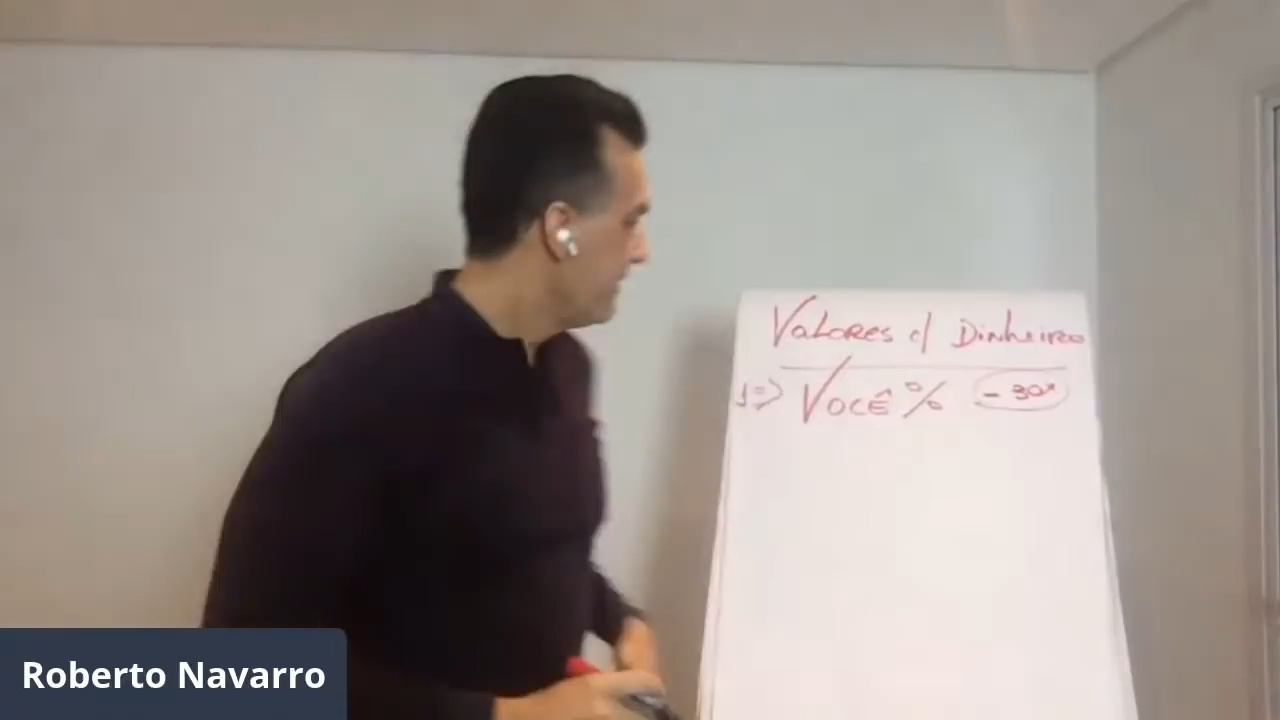 Valores c/ Dinheiro
1=> Você % -30%
Roberto Navarro